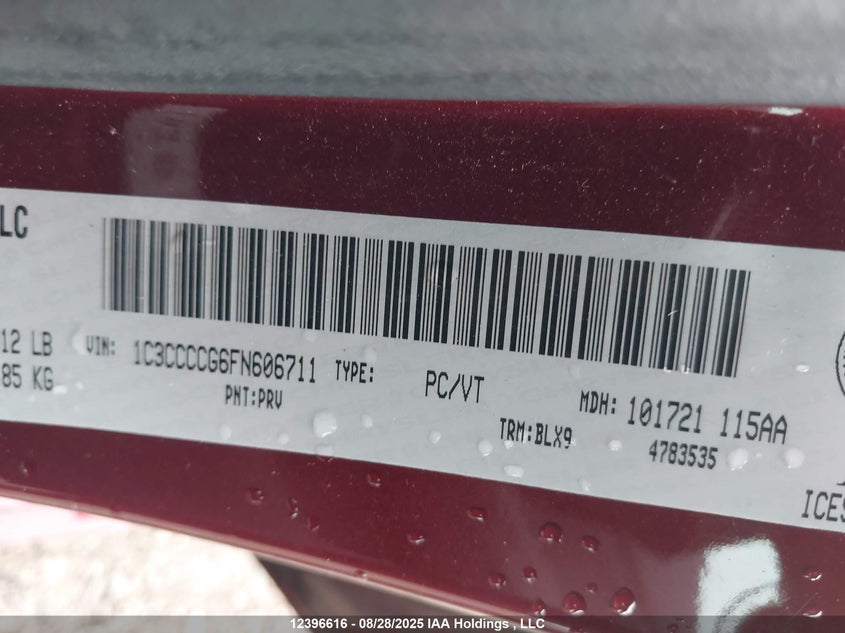 LC
12 LB
85 KG
VIN: 1C3CCCCG6FN606711 TYPE: PC/VT MDH: 101721 115AA
PNT:PRV TRM:BLX9 4783535
ICES
12396616 - 08/28/2025 IAA Holdings , LLC